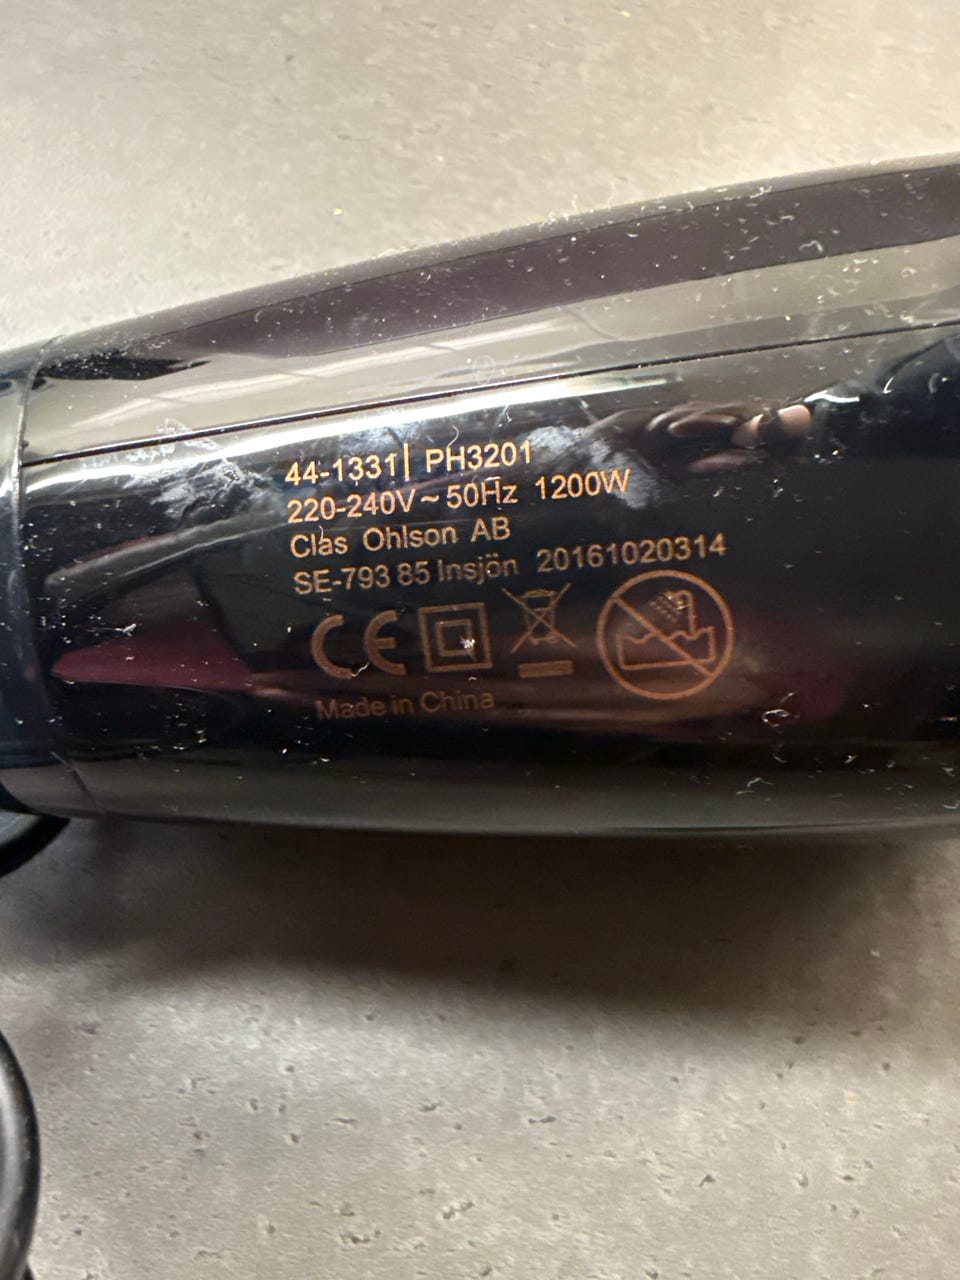 44-1331| PH3201
220-240V ~ 50Hz 1200W
Clas Ohlson AB
SE-793 85 Insjön 20161020314
CE
Made in China